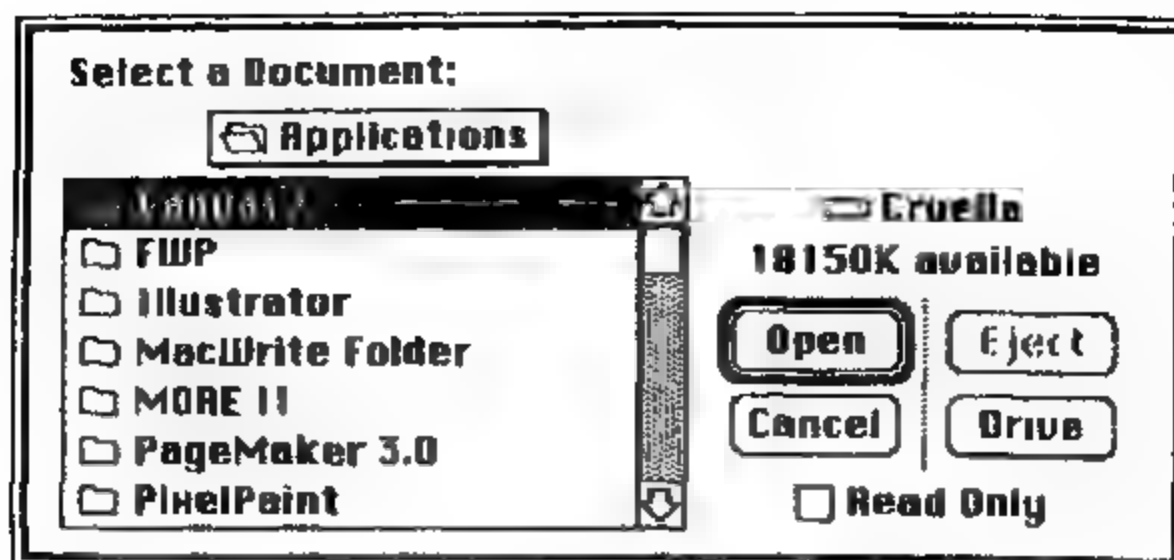 Select a Document:
Applications
Cruella
FWP
18150K available
Illustrator
Open
Eject
MacWrite Folder
MORE II
Cancel
Drive
PageMaker 3.0
PixelPaint
Read Only